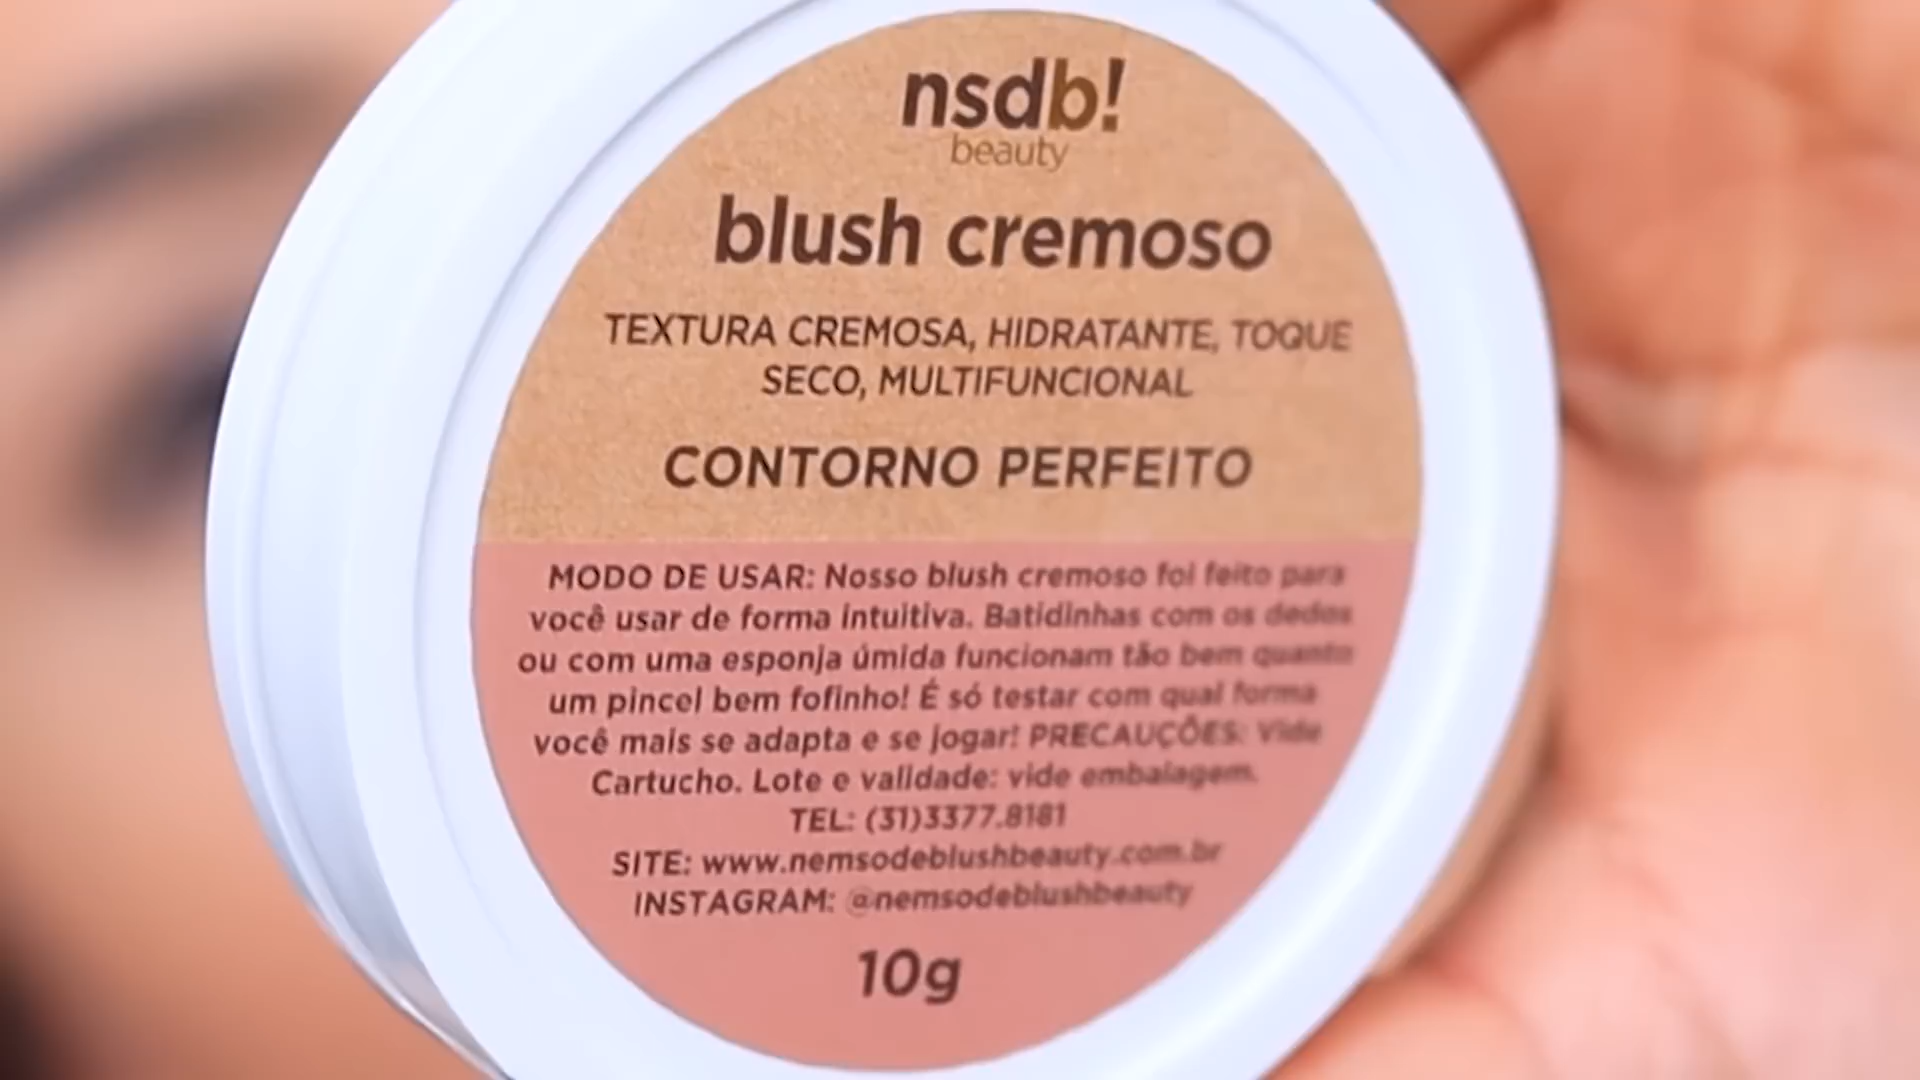 nsdb!
beauty
blush cremoso
TEXTURA CREMOSA, HIDRATANTE, TOQUE
SECO, MULTIFUNCIONAL
CONTORNO PERFEITO
MODO DE USAR: Nosso blush cremoso foi feito para
você usar de forma intuitiva. Batidinhas com os dedos
ou com uma esponja úmida funcionam tão bem quanto
um pincel bem fofinho! É só testar com qual forma
você mais se adapta e se jogar! PRECAUÇÕES: Vide
Cartucho. Lote e validade: vide embalagem.
TEL: (31)3377.8181
SITE: www.nemsodeblushbeauty.com.br
INSTAGRAM: @nemsodeblushbeauty
10g